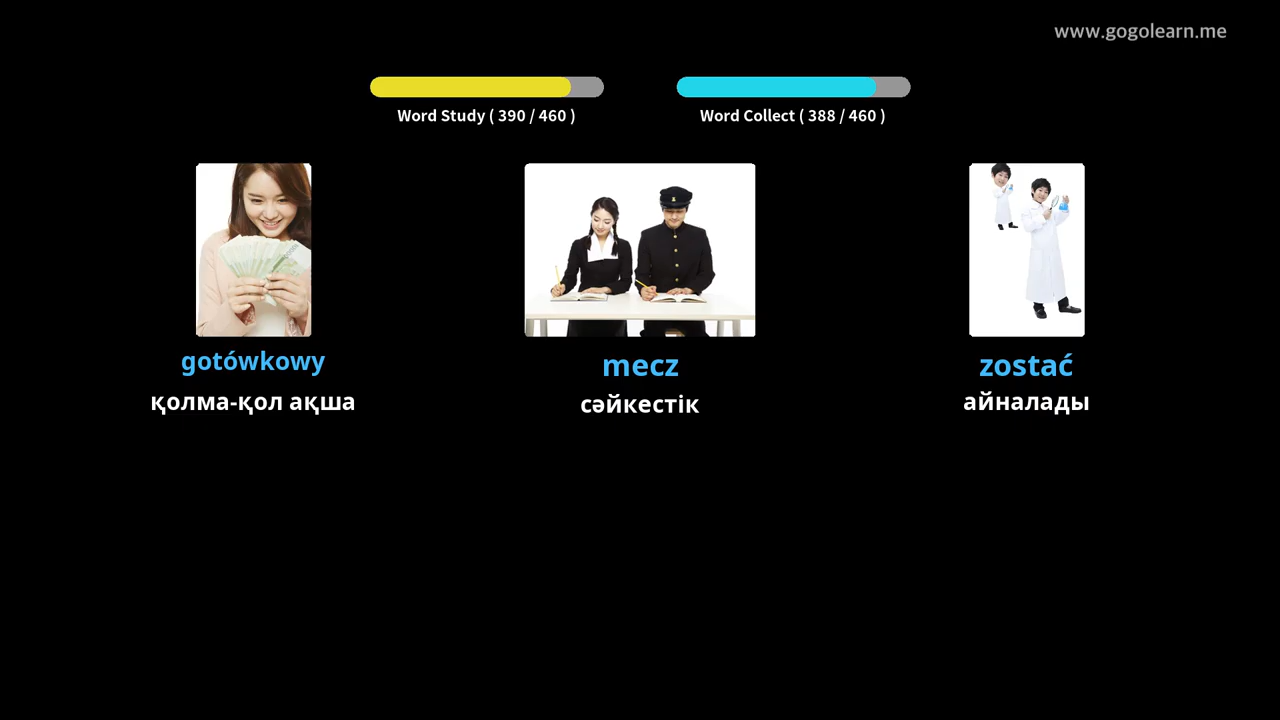 www.gogolearn.me
Word Study ( 390 / 460 )
Word Collect ( 388 / 460 )
gotówkowy
қолма-қол ақша
mecz
сәйкестік
zostać
айналады